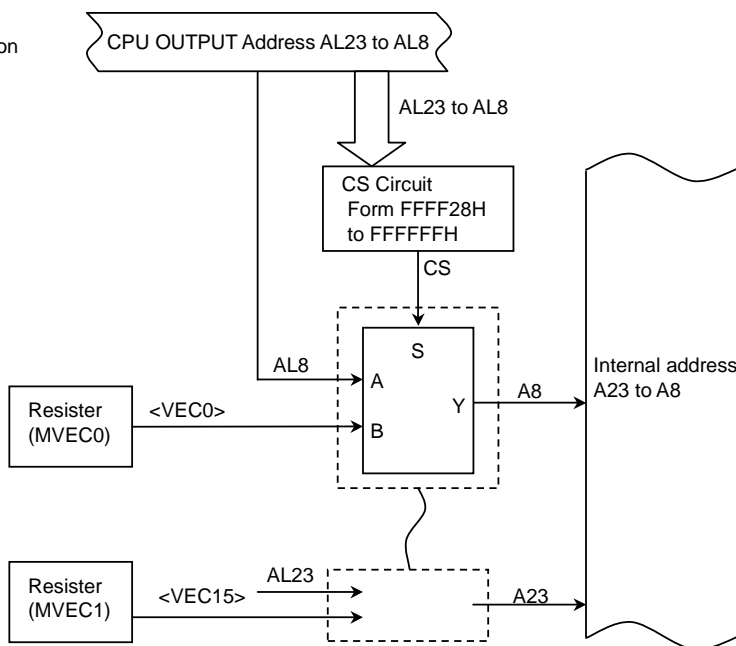 on
CPU OUTPUT Address AL23 to AL8
AL23 to AL8
CS Circuit
Form FFFF28H
to FFFFFFH
CS
S
AL8
A
Y
A8
Internal address
A23 to A8
Resister
(MVEC0)
<VEC0>
B
Resister
(MVEC1)
<VEC15>
AL23
A23